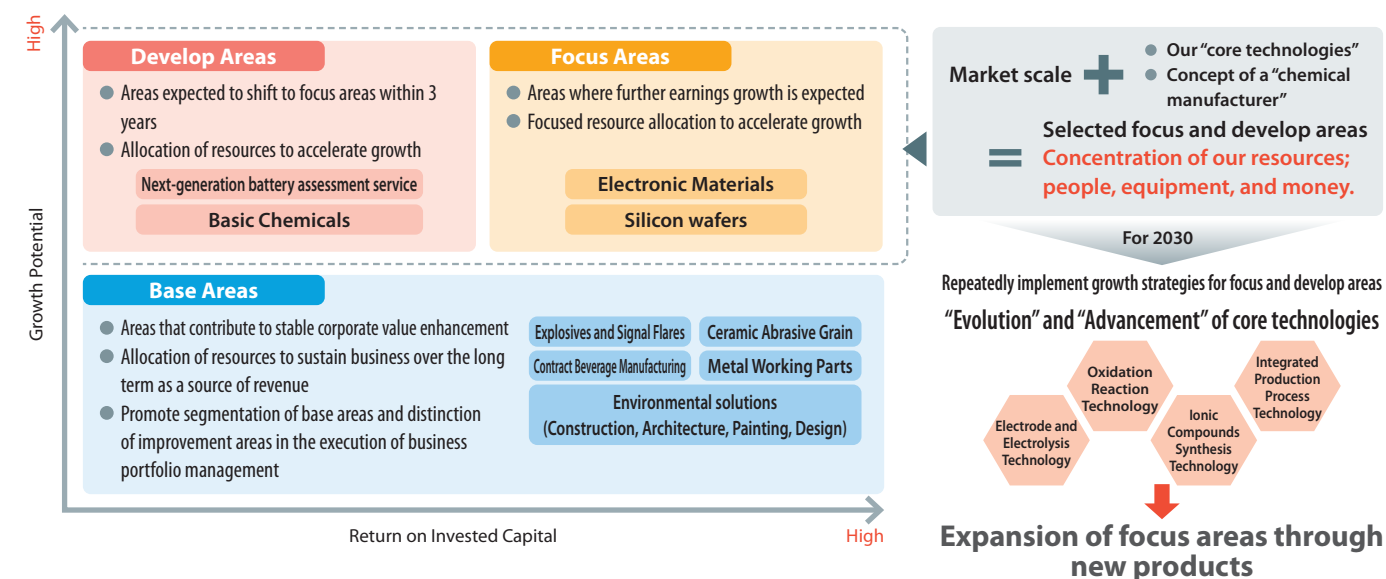 High
Growth Potential
Develop Areas
● Areas expected to shift to focus areas within 3
years
● Allocation of resources to accelerate growth
Next-generation battery assessment service
Basic Chemicals
Focus Areas
● Areas where further earnings growth is expected
● Focused resource allocation to accelerate growth
Electronic Materials
Silicon wafers
Base Areas
● Areas that contribute to stable corporate value enhancement
● Allocation of resources to sustain business over the long
term as a source of revenue
● Promote segmentation of base areas and distinction
of improvement areas in the execution of business
portfolio management
Explosives and Signal Flares
Ceramic Abrasive Grain
Contract Beverage Manufacturing
Metal Working Parts
Environmental solutions
(Construction, Architecture, Painting, Design)
Return on Invested Capital
High
Market scale
+
● Our “core technologies”
● Concept of a “chemical
manufacturer”
=
Selected focus and develop areas
Concentration of our resources;
people, equipment, and money.
For 2030
Repeatedly implement growth strategies for focus and develop areas
“Evolution” and “Advancement” of core technologies
Electrode and
Electrolysis
Technology
Oxidation
Reaction
Technology
Ionic
Compounds
Synthesis
Technology
Integrated
Production
Process
Technology
Expansion of focus areas through
new products